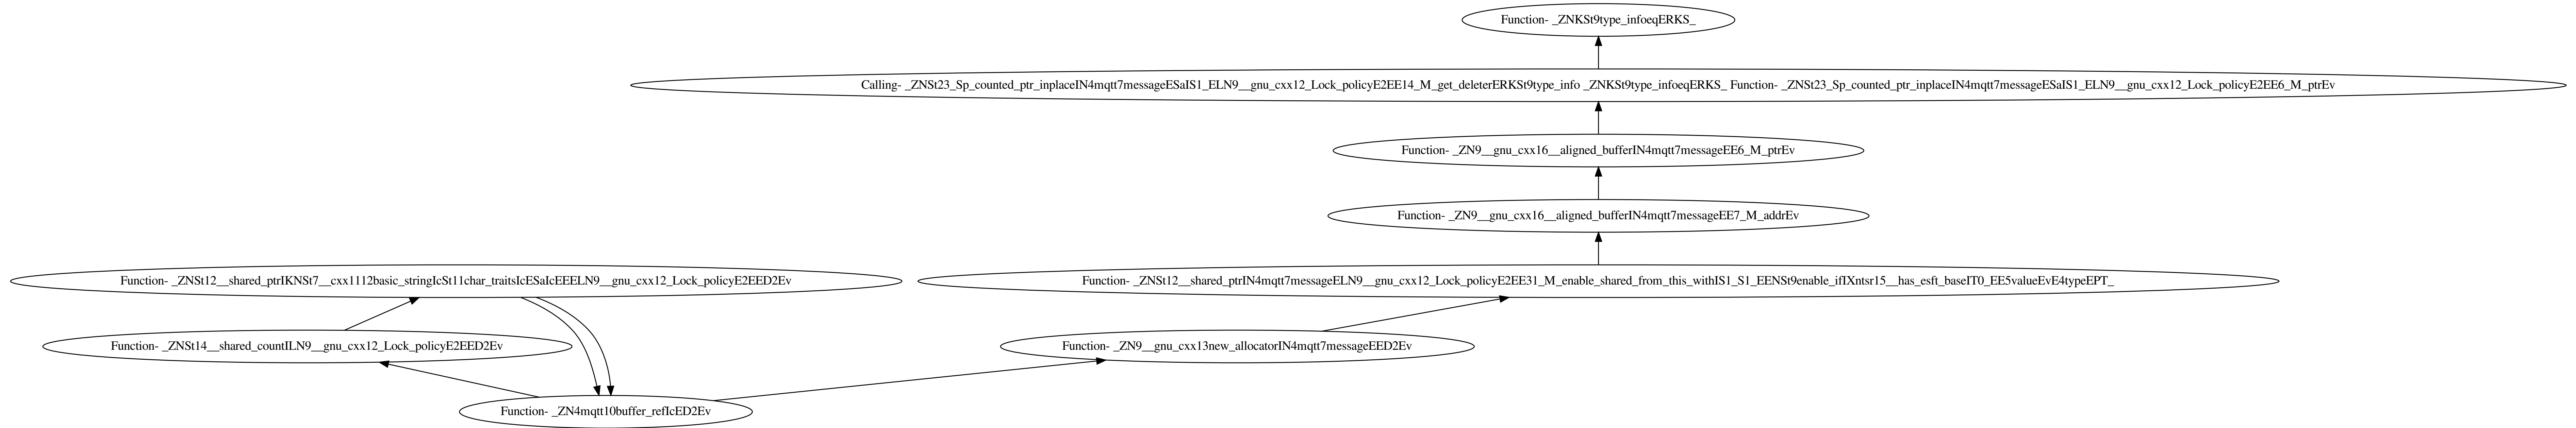 Function- _ZNKSt9type_infoeqERKS_
Calling- _ZNSt23_Sp_counted_ptr_inplaceIN4mqtt7messageESaIS1_ELN9__gnu_cxx12_Lock_policyE2EE14_M_get_deleterERKSt9type_info _ZNKSt9type_infoeqERKS_ Function- _ZNSt23_Sp_counted_ptr_inplaceIN4mqtt7messageESaIS1_ELN9__gnu_cxx12_Lock_policyE2EE6_M_ptrEv
Function- _ZN9__gnu_cxx16__aligned_bufferIN4mqtt7messageEE6_M_ptrEv
Function- _ZN9__gnu_cxx16__aligned_bufferIN4mqtt7messageEE7_M_addrEv
Function- _ZNSt12__shared_ptrIKNSt7__cxx1112basic_stringIcSt11char_traitsIcESaIcEEELN9__gnu_cxx12_Lock_policyE2EED2Ev
Function- _ZNSt12__shared_ptrIN4mqtt7messageELN9__gnu_cxx12_Lock_policyE2EE31_M_enable_shared_from_this_withIS1_S1_EENSt9enable_ifIXntsr15__has_esft_baseIT0_EE5valueEvE4typeEPT_
Function- _ZNSt14__shared_countILN9__gnu_cxx12_Lock_policyE2EED2Ev
Function- _ZN9__gnu_cxx13new_allocatorIN4mqtt7messageEED2Ev
Function- _ZN4mqtt10buffer_refIcED2Ev